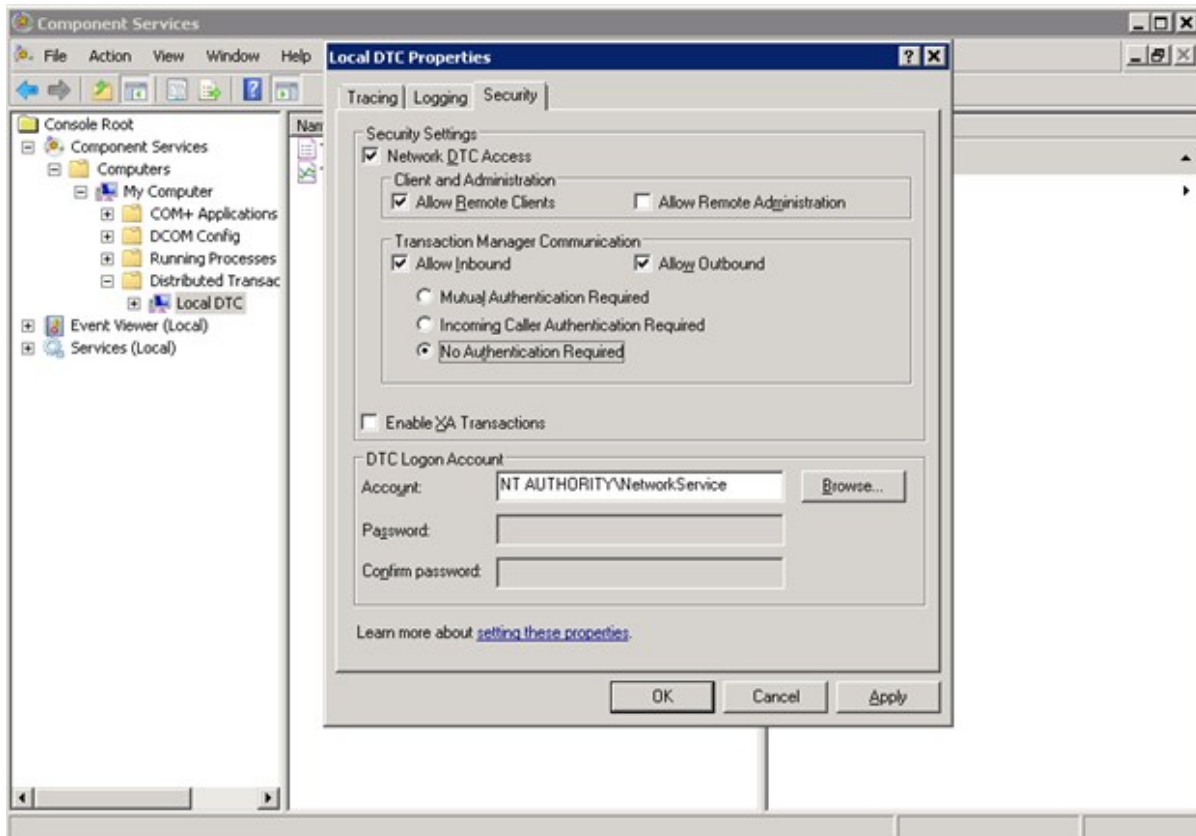 Component Services
File Action View Window Help
Local DTC Properties
Console Root
Component Services
Computers
My Computer
COM+ Applications
DCOM Config
Running Processes
Distributed Transac
Local DTC
Event Viewer (Local)
Services (Local)
Nam
Tracing Logging Security
Security Settings
Network DTC Access
Client and Administration
Allow Remote Clients Allow Remote Administration
Transaction Manager Communication
Allow Inbound Allow Outbound
Mutual Authentication Required
Incoming Caller Authentication Required
No Authentication Required
Enable XA Transactions
DTC Logon Account
Account: NT AUTHORITY\NetworkService Browse...
Password:
Confirm password:
Learn more about setting these properties.
OK Cancel Apply